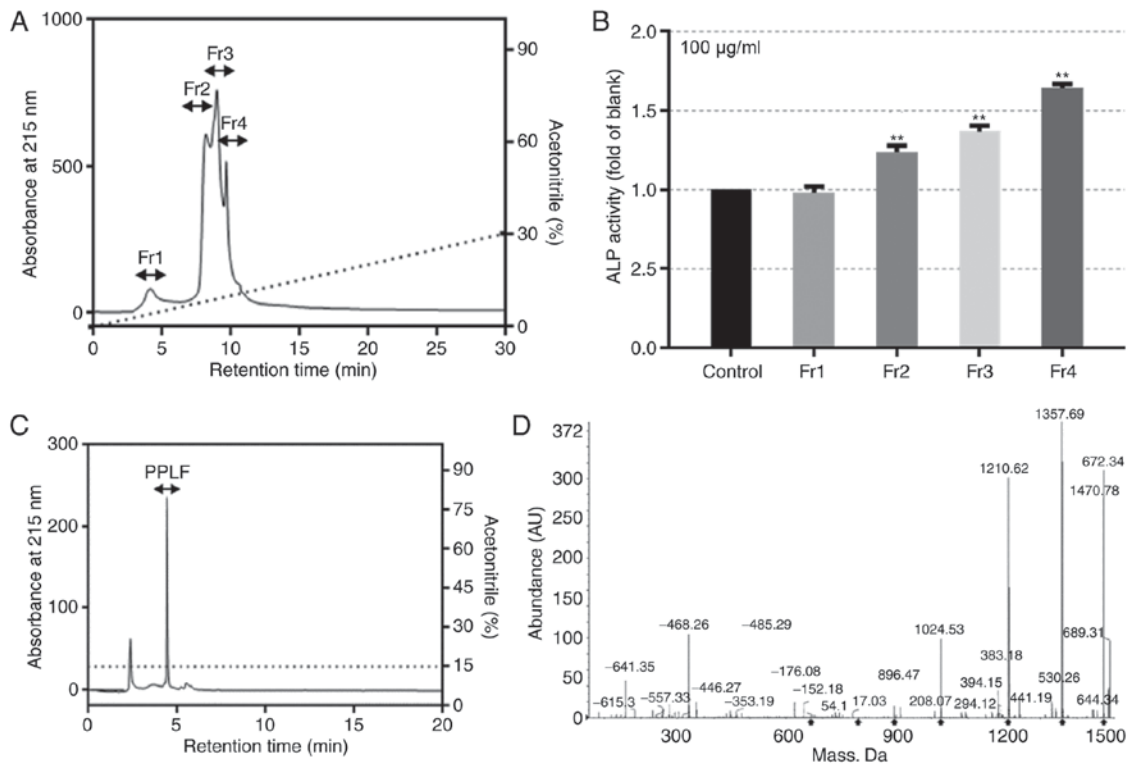 A
1000
500
0
Absorbance at 215 nm
Fr1
Fr2
Fr3
Fr4
90
60
30
0
Acetonitrile (%)
0 5 10 15 20 25 30
Retention time (min)
B
100 µg/ml
2.0
1.5
1.0
2.5
0.0
ALP activity (fold of blank)
** ** **
Control Fr1 Fr2 Fr3 Fr4
C
300
200
100
0
Absorbance at 215 nm
PPLF
90
75
60
45
30
15
0
Acetonitrile (%)
0 5 10 15 20
Retention time (min)
D
372
300
250
200
150
100
50
0
Abundance (AU)
1357.69
672.34
1210.62
1470.78
−468.26 −485.29
1024.53
689.31
−641.35
−176.08
383.18
−446.27
−152.18
896.47
394.15
530.26
−615.3 −557.33
−353.19
54.1 17.03
208.07
294.12
441.19
644.34
300 600 900 1200 1500
* * * * * * *
Mass. Da